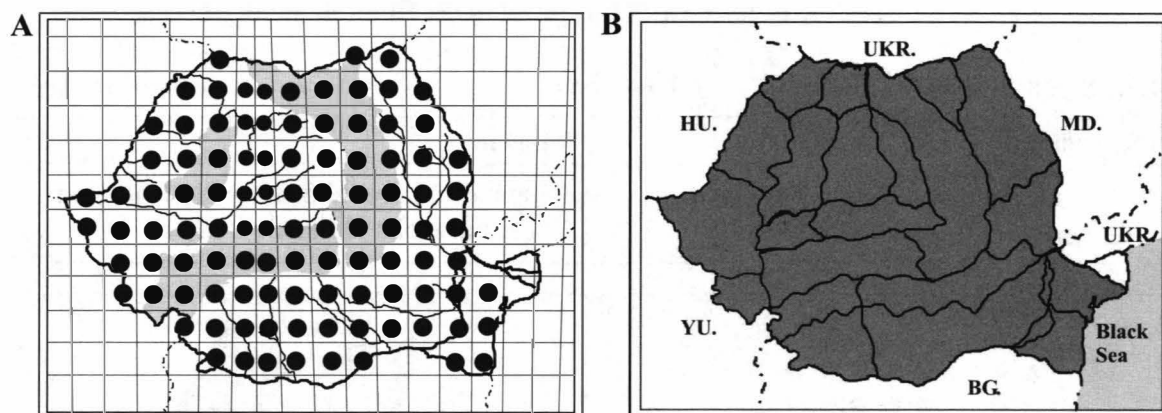 A
B
UKR.
HU.
MD.
UKR.
YU.
Black
Sea
BG.